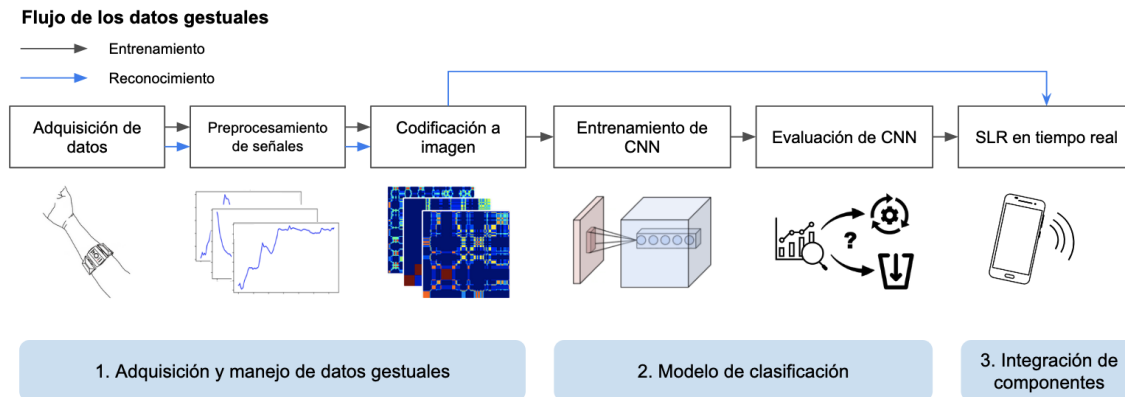 Flujo de los datos gestuales
Entrenamiento
Reconocimiento
Adquisición de
datos
Preprocesamiento
de señales
Codificación a
imagen
Entrenamiento de
CNN
Evaluación de CNN
SLR en tiempo real
?
1. Adquisición y manejo de datos gestuales
2. Modelo de clasificación
3. Integración de
componentes